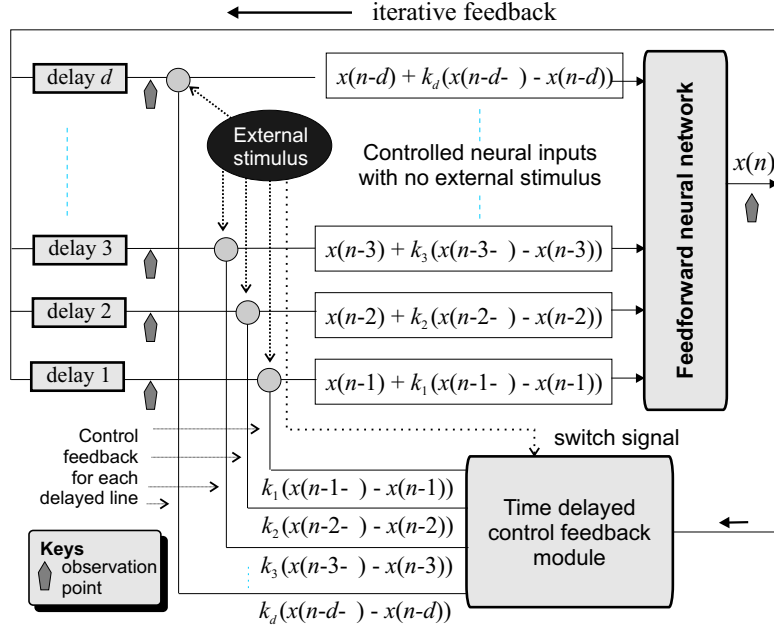 iterative feedback
delay d
x(n-d) + k_d(x(n-d- ) - x(n-d))
External
stimulus
Controlled neural inputs
with no external stimulus
Feedforward neural network
x(n)
delay 3
x(n-3) + k_3(x(n-3- ) - x(n-3))
delay 2
x(n-2) + k_2(x(n-2- ) - x(n-2))
delay 1
x(n-1) + k_1(x(n-1- ) - x(n-1))
Control
feedback
for each
delayed line
switch signal
k_1(x(n-1- ) - x(n-1))
k_2(x(n-2- ) - x(n-2))
k_3(x(n-3- ) - x(n-3))
k_d(x(n-d- ) - x(n-d))
Time delayed
control feedback
module
Keys
observation
point